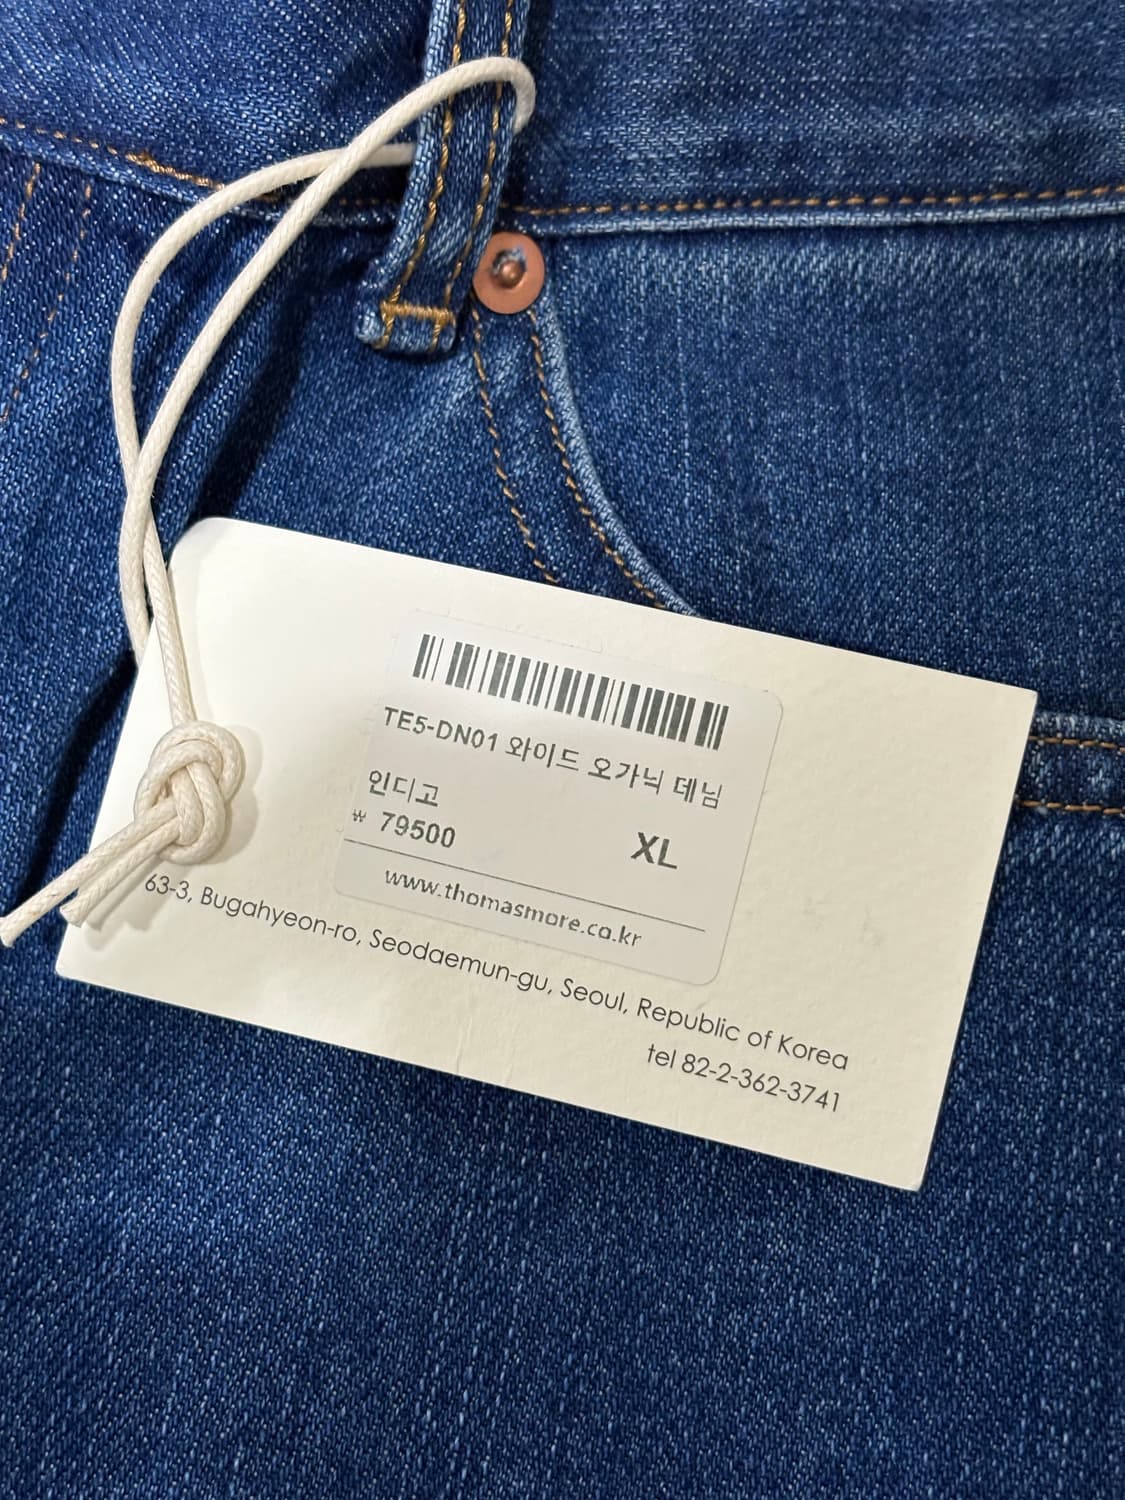 TE5-DN01 와이드 오가닉 데님
인디고
₩ 79500 XL
www.thomasmore.co.kr
63-3, Bugahyeon-ro, Seodaemun-gu, Seoul, Republic of Korea
tel 82-2-362-3741